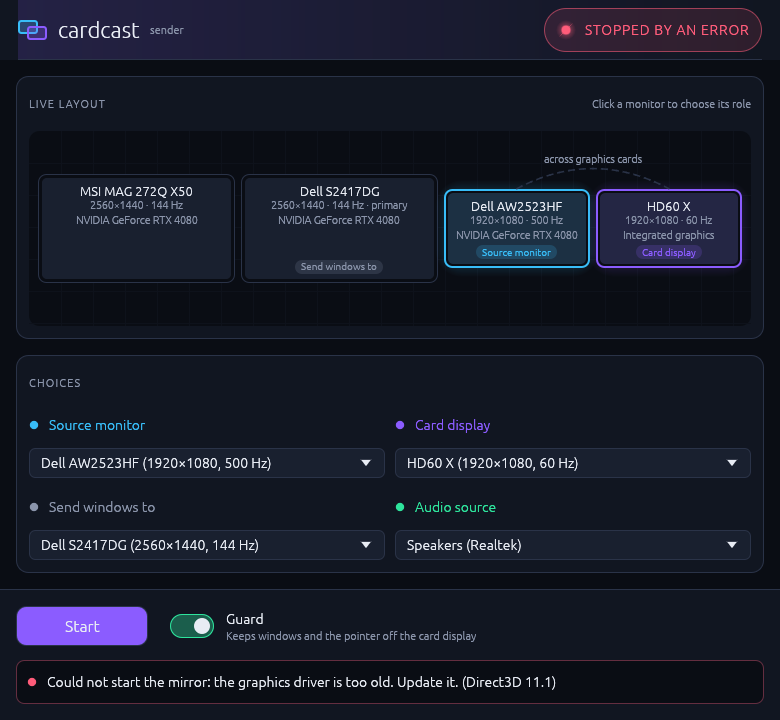 cardcast sender
STOPPED BY AN ERROR
LIVE LAYOUT
Click a monitor to choose its role
across graphics cards
MSI MAG 272Q X50
2560×1440 · 144 Hz
NVIDIA GeForce RTX 4080
Dell S2417DG
2560×1440 · 144 Hz · primary
NVIDIA GeForce RTX 4080
Send windows to
Dell AW2523HF
1920×1080 · 500 Hz
NVIDIA GeForce RTX 4080
Source monitor
HD60 X
1920×1080 · 60 Hz
Integrated graphics
Card display
CHOICES
Source monitor
Dell AW2523HF (1920×1080, 500 Hz)
Card display
HD60 X (1920×1080, 60 Hz)
Send windows to
Dell S2417DG (2560×1440, 144 Hz)
Audio source
Speakers (Realtek)
Start
Guard
Keeps windows and the pointer off the card display
Could not start the mirror: the graphics driver is too old. Update it. (Direct3D 11.1)